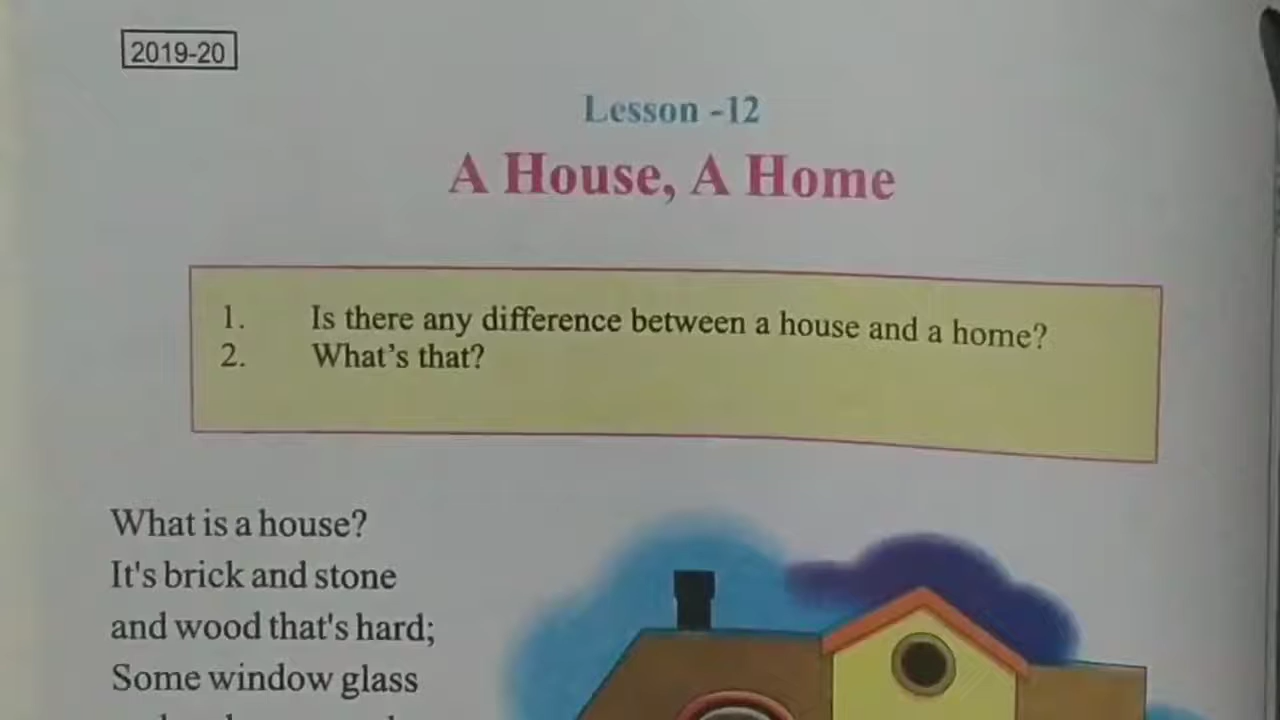 2019-20
Lesson -12
A House, A Home
1. Is there any difference between a house and a home?
2. What's that?
What is a house?
It's brick and stone
and wood that's hard;
Some window glass